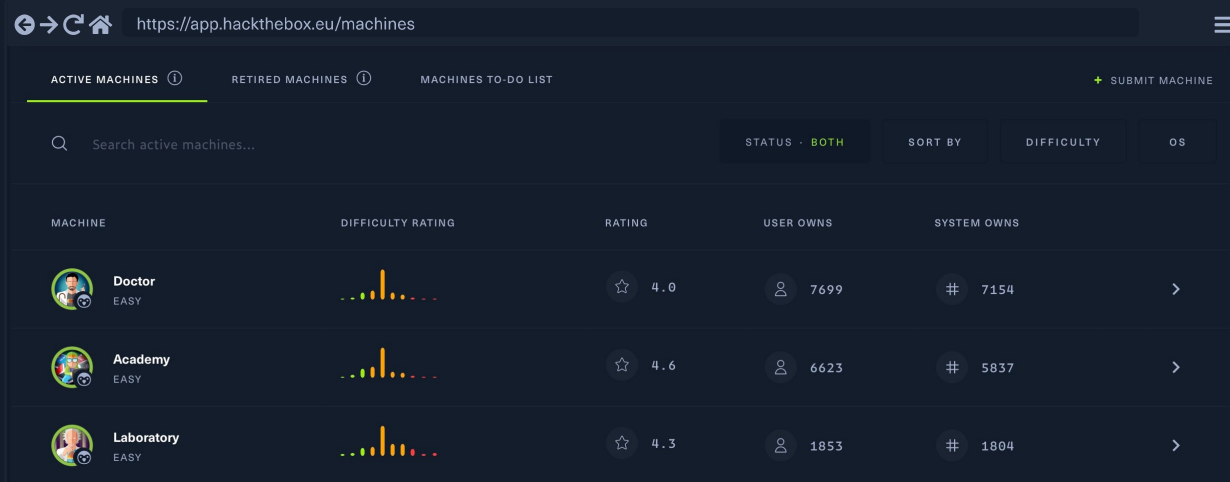 https://app.hackthebox.eu/machines
ACTIVE MACHINES RETIRED MACHINES MACHINES TO-DO LIST + SUBMIT MACHINE
Search active machines... STATUS · BOTH SORT BY DIFFICULTY OS
MACHINE DIFFICULTY RATING RATING USER OWNS SYSTEM OWNS
Doctor
EASY 4.0 7699 # 7154
Academy
EASY 4.6 6623 # 5837
Laboratory
EASY 4.3 1853 # 1804